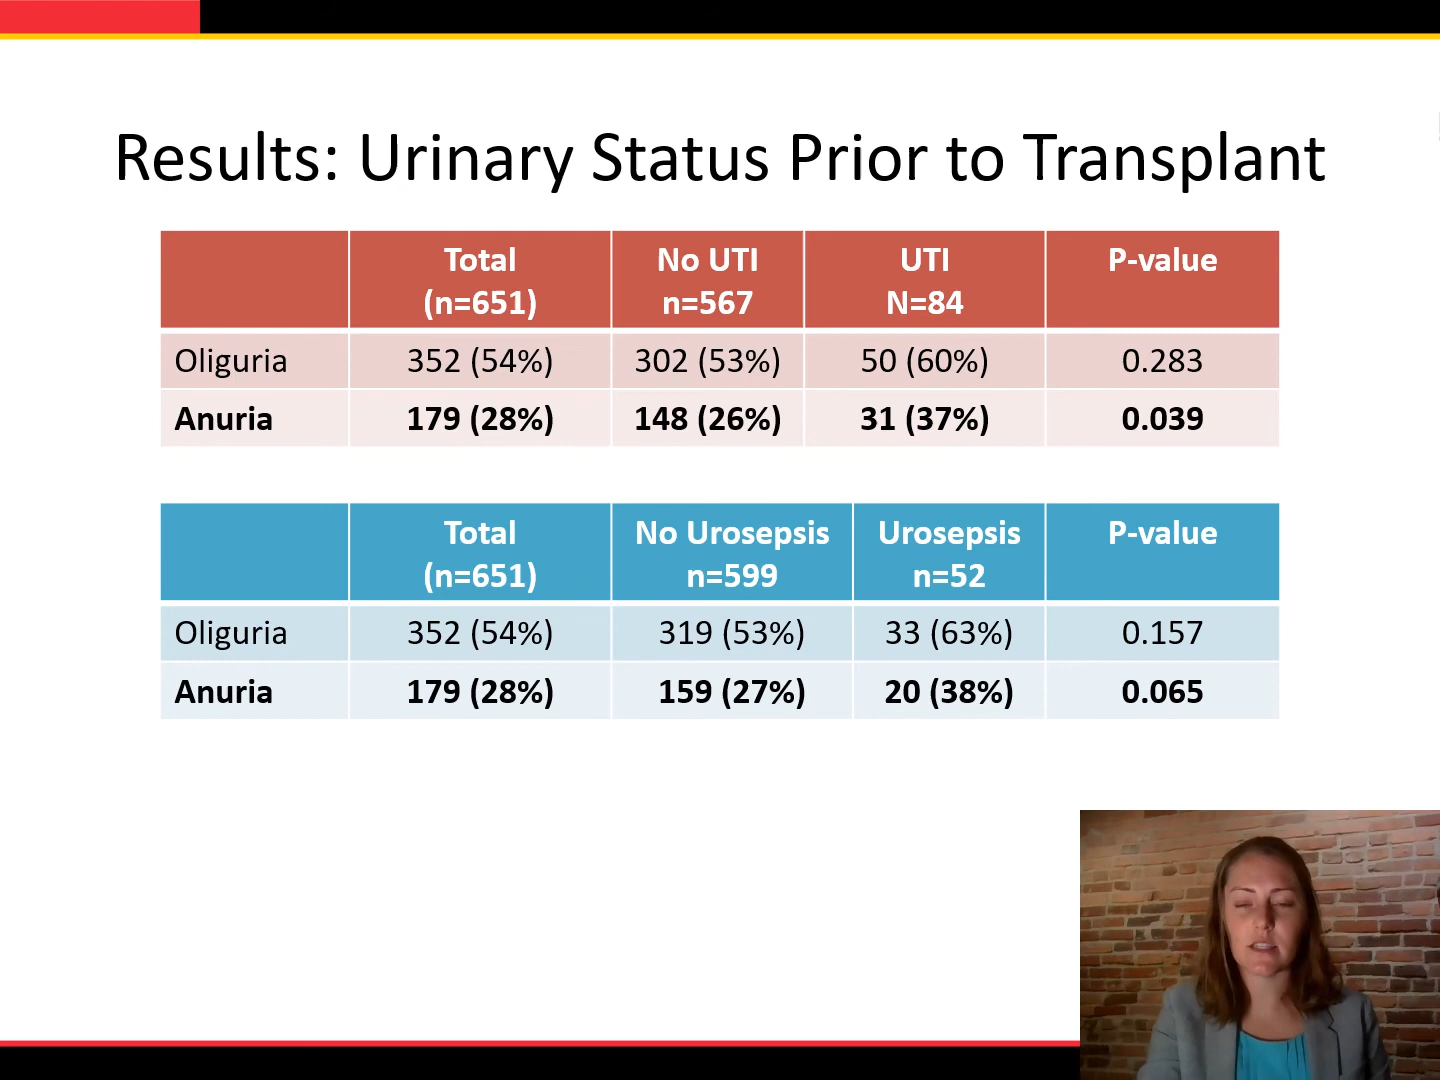 Results: Urinary Status Prior to Transplant
Total No UTI UTI P-value
(n=651) n=567 N=84
Oliguria 352 (54%) 302 (53%) 50 (60%) 0.283
Anuria 179 (28%) 148 (26%) 31 (37%) 0.039
Total No Urosepsis Urosepsis P-value
(n=651) n=599 n=52
Oliguria 352 (54%) 319 (53%) 33 (63%) 0.157
Anuria 179 (28%) 159 (27%) 20 (38%) 0.065